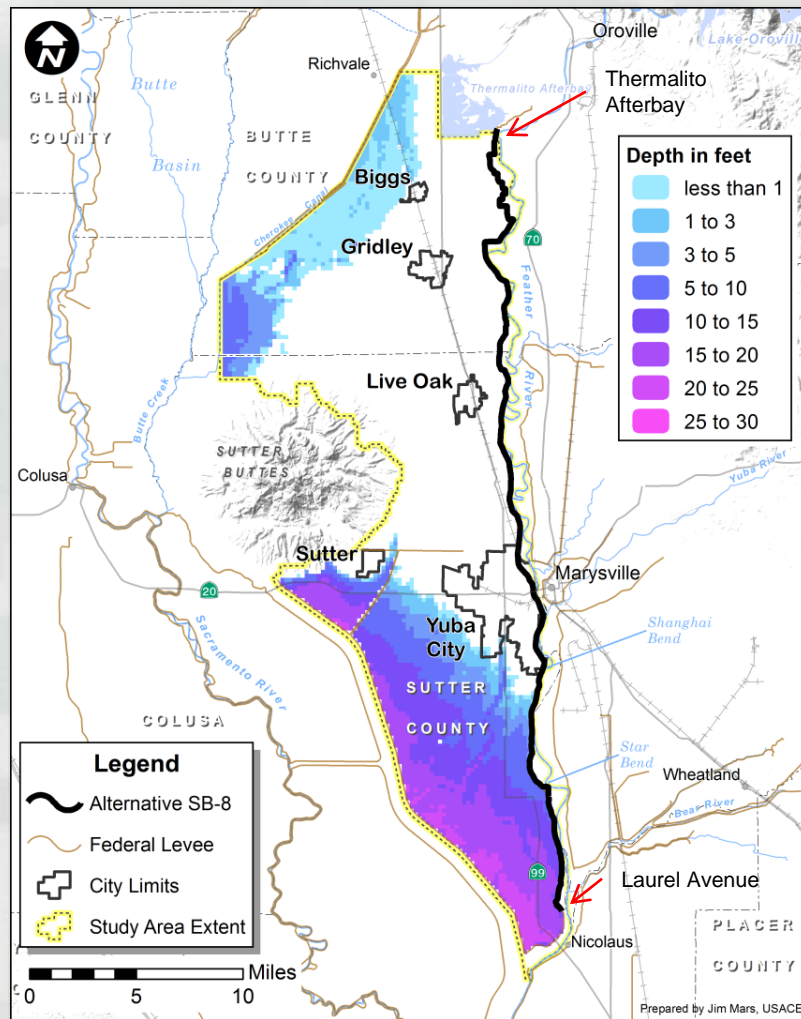 N
Oroville
Lake Oroville
Richvale
Butte
Thermalito Afterbay
Thermalito
Afterbay
GLENN
COUNTY
BUTTE
COUNTY
Basin
Biggs
Cherokee Canal
Gridley
70
Feather
River
Depth in feet
less than 1
1 to 3
3 to 5
5 to 10
10 to 15
15 to 20
20 to 25
25 to 30
Live Oak
Butte Creek
SUTTER
BUTTES
Colusa
Yuba River
Sutter
20
Marysville
Yuba
City
Shanghai
Bend
Sacramento River
SUTTER
COUNTY
COLUSA
Star
Bend
Wheatland
Bear River
Legend
Alternative SB-8
Federal Levee
City Limits
Study Area Extent
99
Laurel Avenue
Nicolaus
PLACER
COUNTY
Miles
0 5 10
Prepared by Jim Mars, USACE